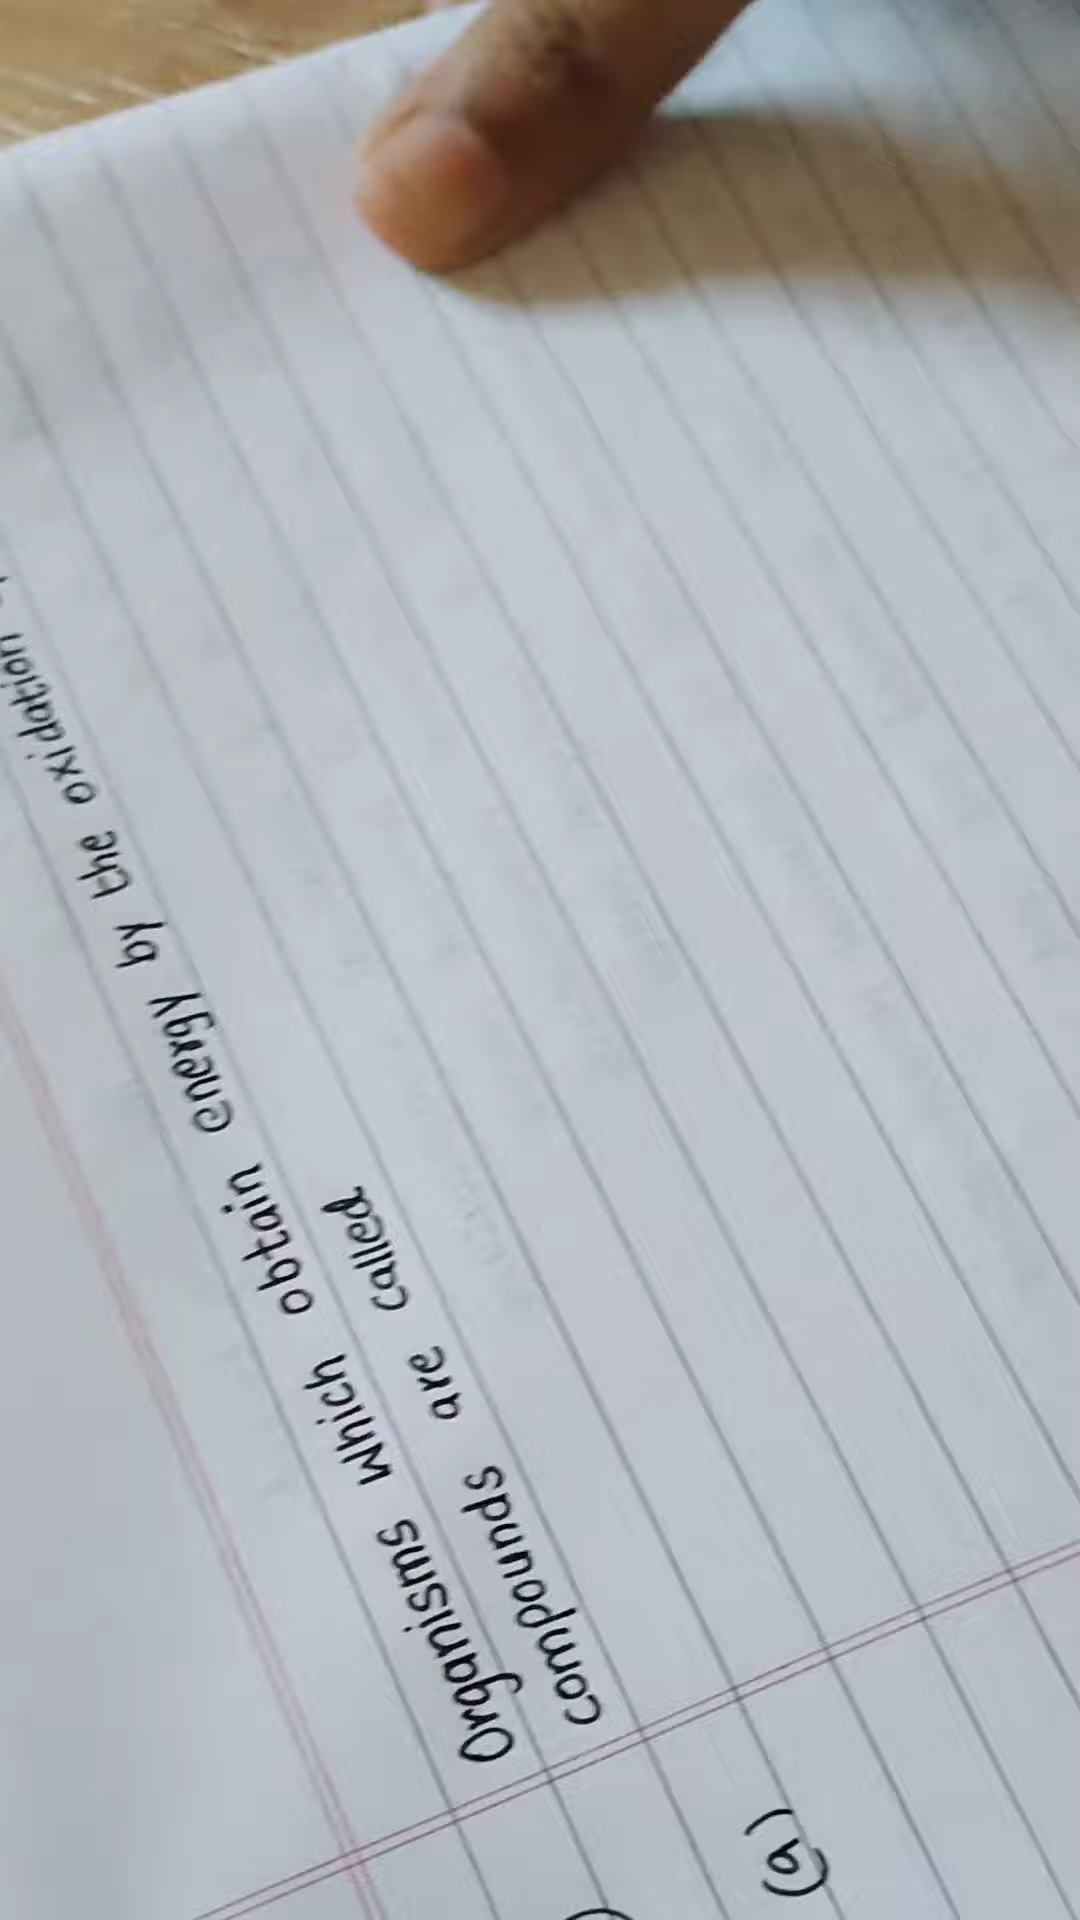 Organisms which obtain energy by the oxidation
compounds are called
(a)